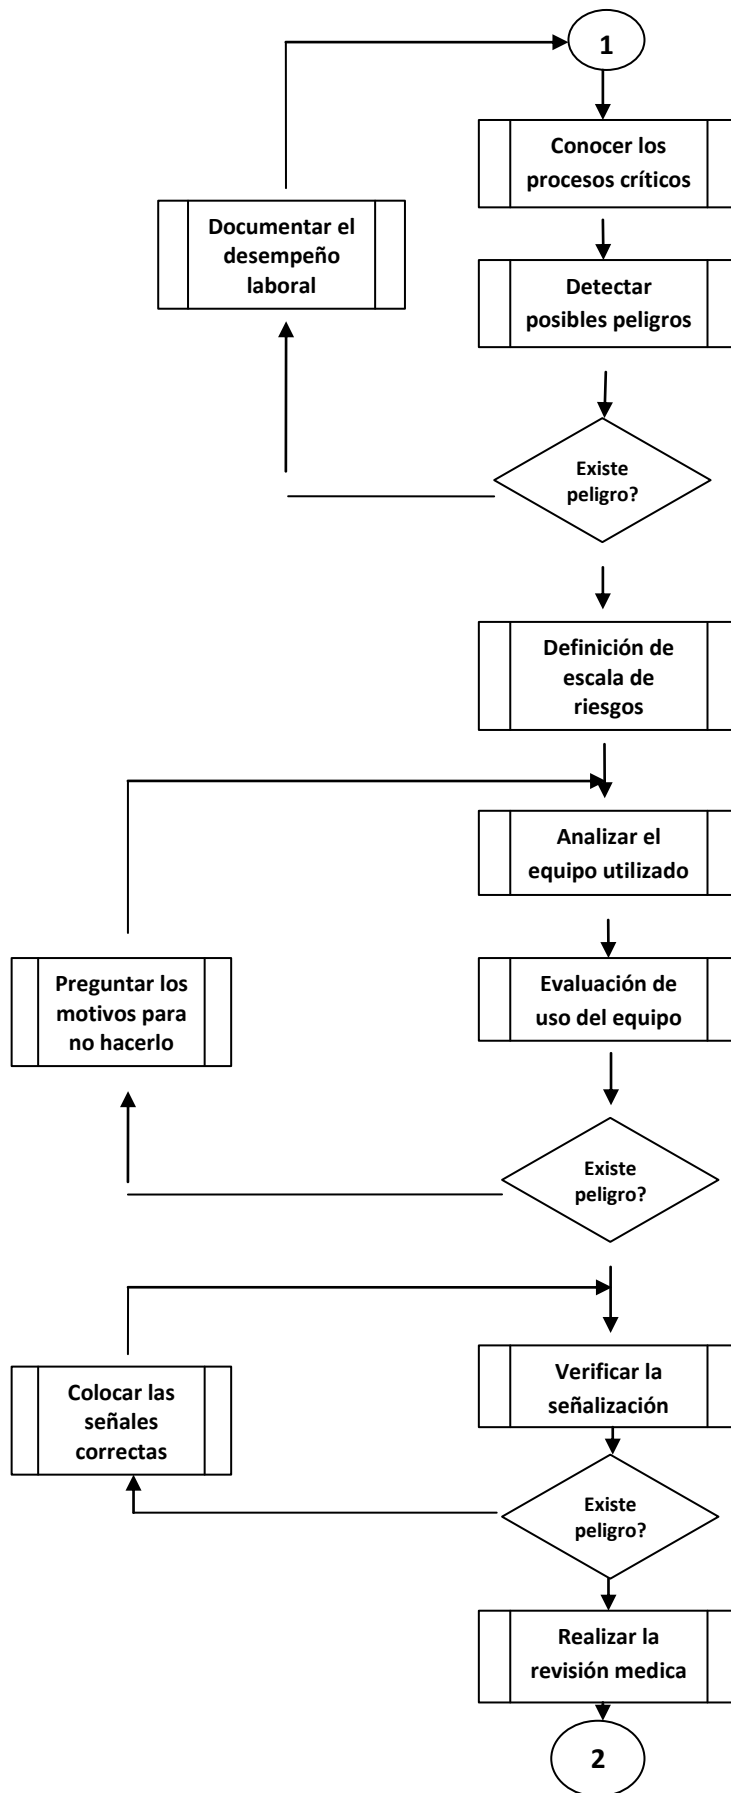 1
Conocer los
procesos críticos
Documentar el
desempeño
laboral
Detectar
posibles peligros
Existe
peligro?
Definición de
escala de
riesgos
Analizar el
equipo utilizado
Preguntar los
motivos para
no hacerlo
Evaluación de
uso del equipo
Existe
peligro?
Verificar la
señalización
Colocar las
señales
correctas
Existe
peligro?
Realizar la
revisión medica
2